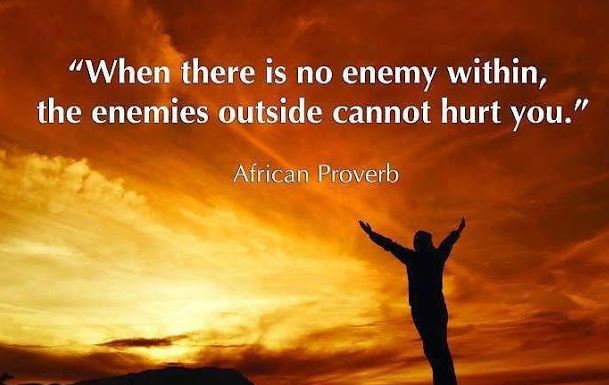 “When there is no enemy within,
the enemies outside cannot hurt you.”
African Proverb